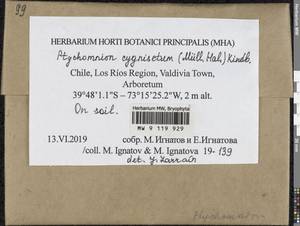 99
HERBARIUM HORTI BOTANICI PRINCIPALIS (MHA)
Ptychomnion cygnisetum (Müll. Hal.) Kindb.
Chile, Los Ríos Region, Valdivia Town,
Arboretum
39°48'1.1"S – 73°15'25.2"W, 2 m alt.
On soil.
Herbarium MW, Bryophyta
MW 9 119 929
13.VI.2019
собр. М. Игнатов и Е.Игнатова
/coll. M. Ignatov & M. Ignatova 19- 139
det. J. Larraín
Ptychomnion